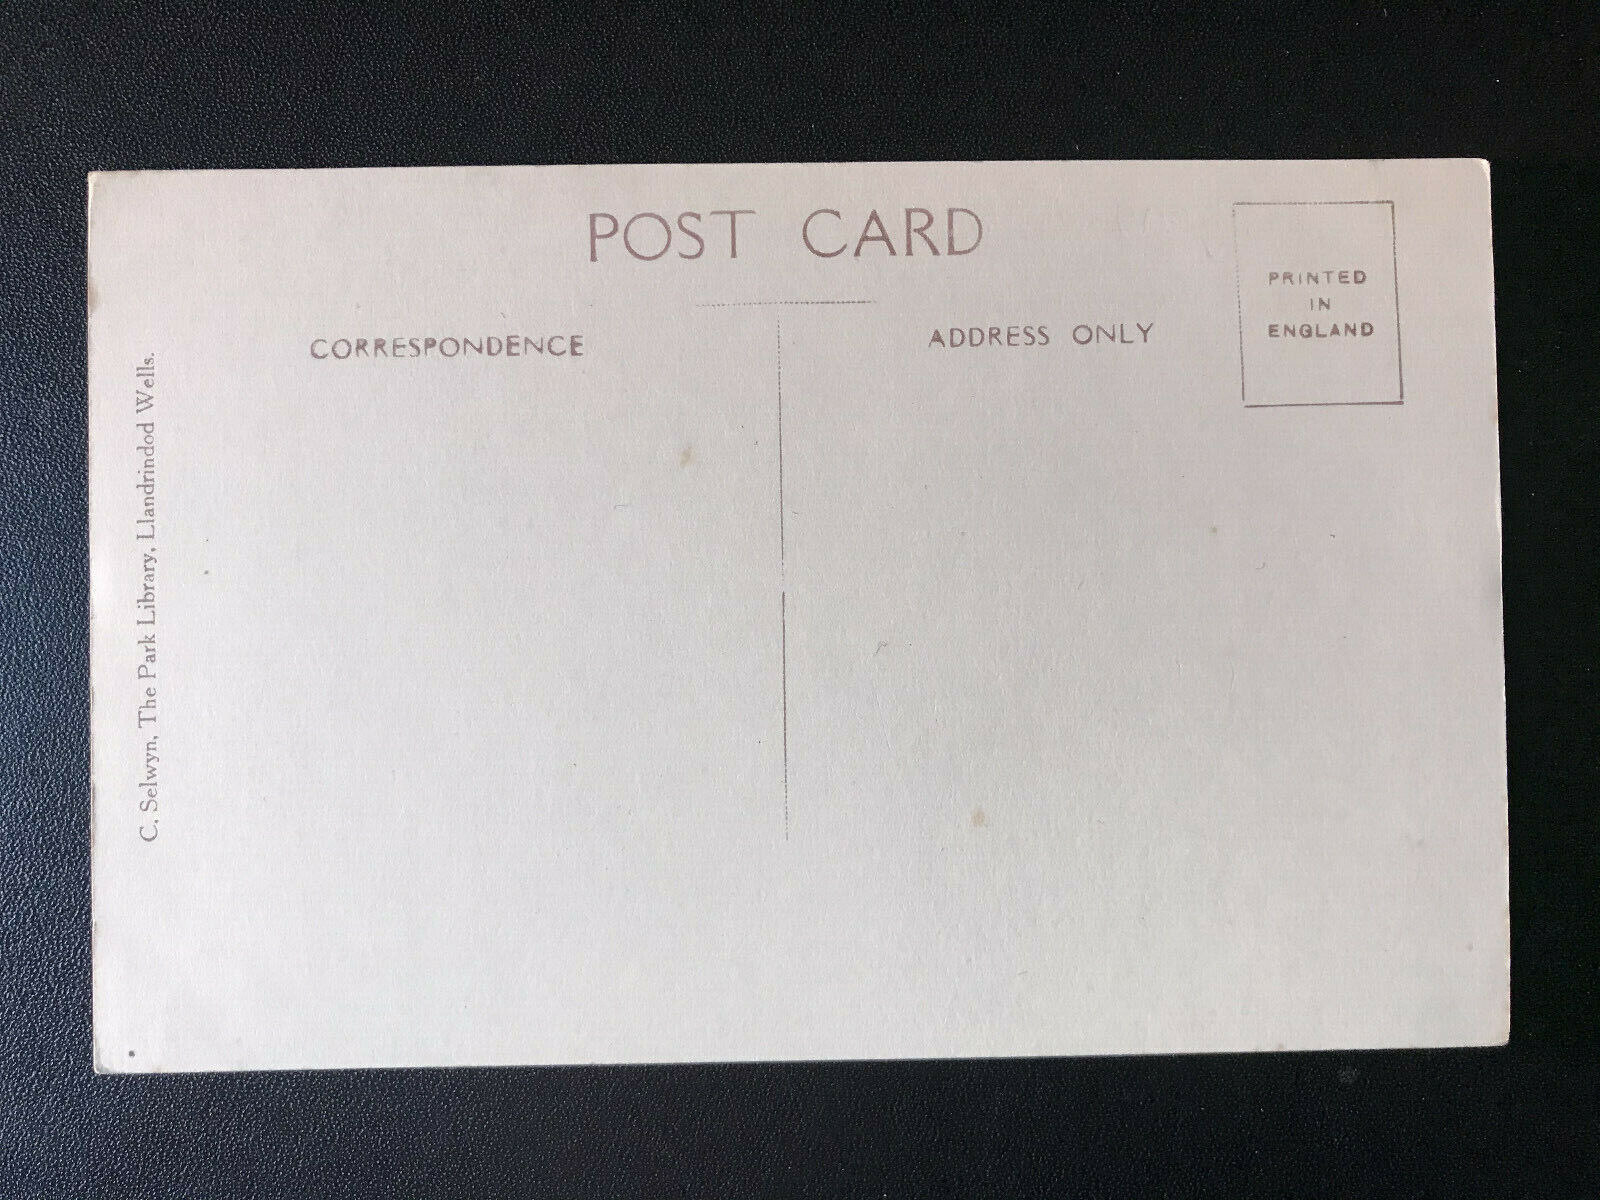 POST CARD
CORRESPONDENCE
ADDRESS ONLY
PRINTED
IN
ENGLAND
C. Selwyn, The Park Library, Llandrindod Wells.